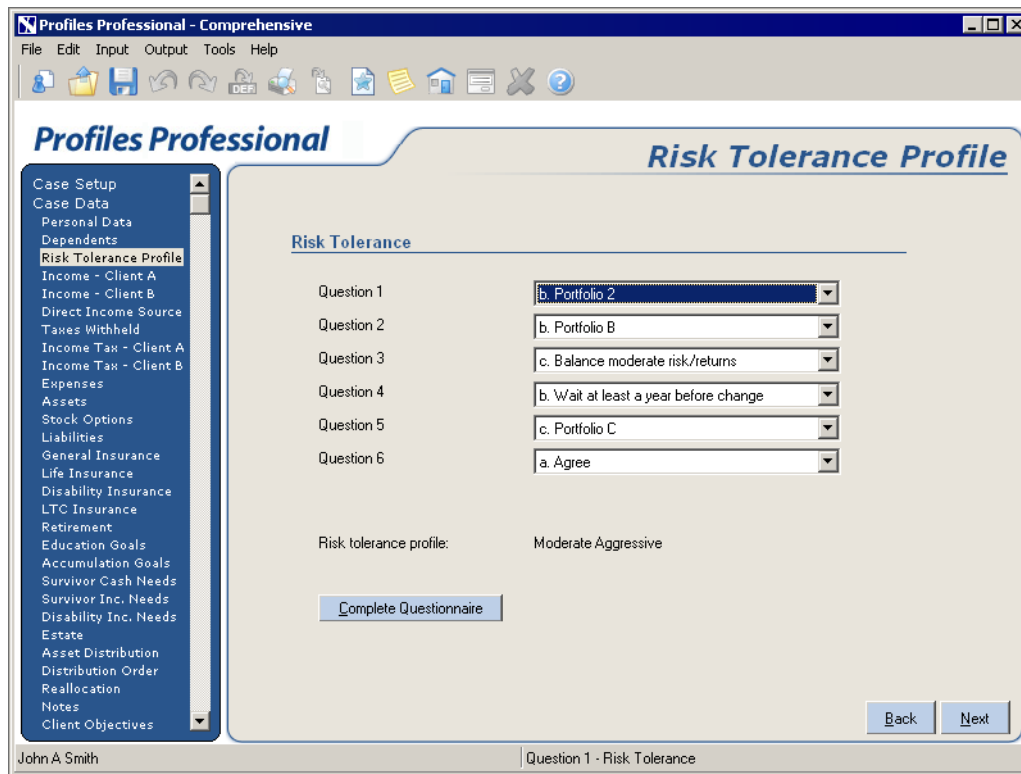 Profiles Professional - Comprehensive
File Edit Input Output Tools Help
DEF.
Profiles Professional
Risk Tolerance Profile
Case Setup
Case Data
Personal Data
Dependents
Risk Tolerance Profile
Income - Client A
Income - Client B
Direct Income Source
Taxes Withheld
Income Tax - Client A
Income Tax - Client B
Expenses
Assets
Stock Options
Liabilities
General Insurance
Life Insurance
Disability Insurance
LTC Insurance
Retirement
Education Goals
Accumulation Goals
Survivor Cash Needs
Survivor Inc. Needs
Disability Inc. Needs
Estate
Asset Distribution
Distribution Order
Reallocation
Notes
Client Objectives
Risk Tolerance
Question 1 b. Portfolio 2
Question 2 b. Portfolio B
Question 3 c. Balance moderate risk/returns
Question 4 b. Wait at least a year before change
Question 5 c. Portfolio C
Question 6 a. Agree
Risk tolerance profile: Moderate Aggressive
Complete Questionnaire
Back Next
John A Smith Question 1 - Risk Tolerance